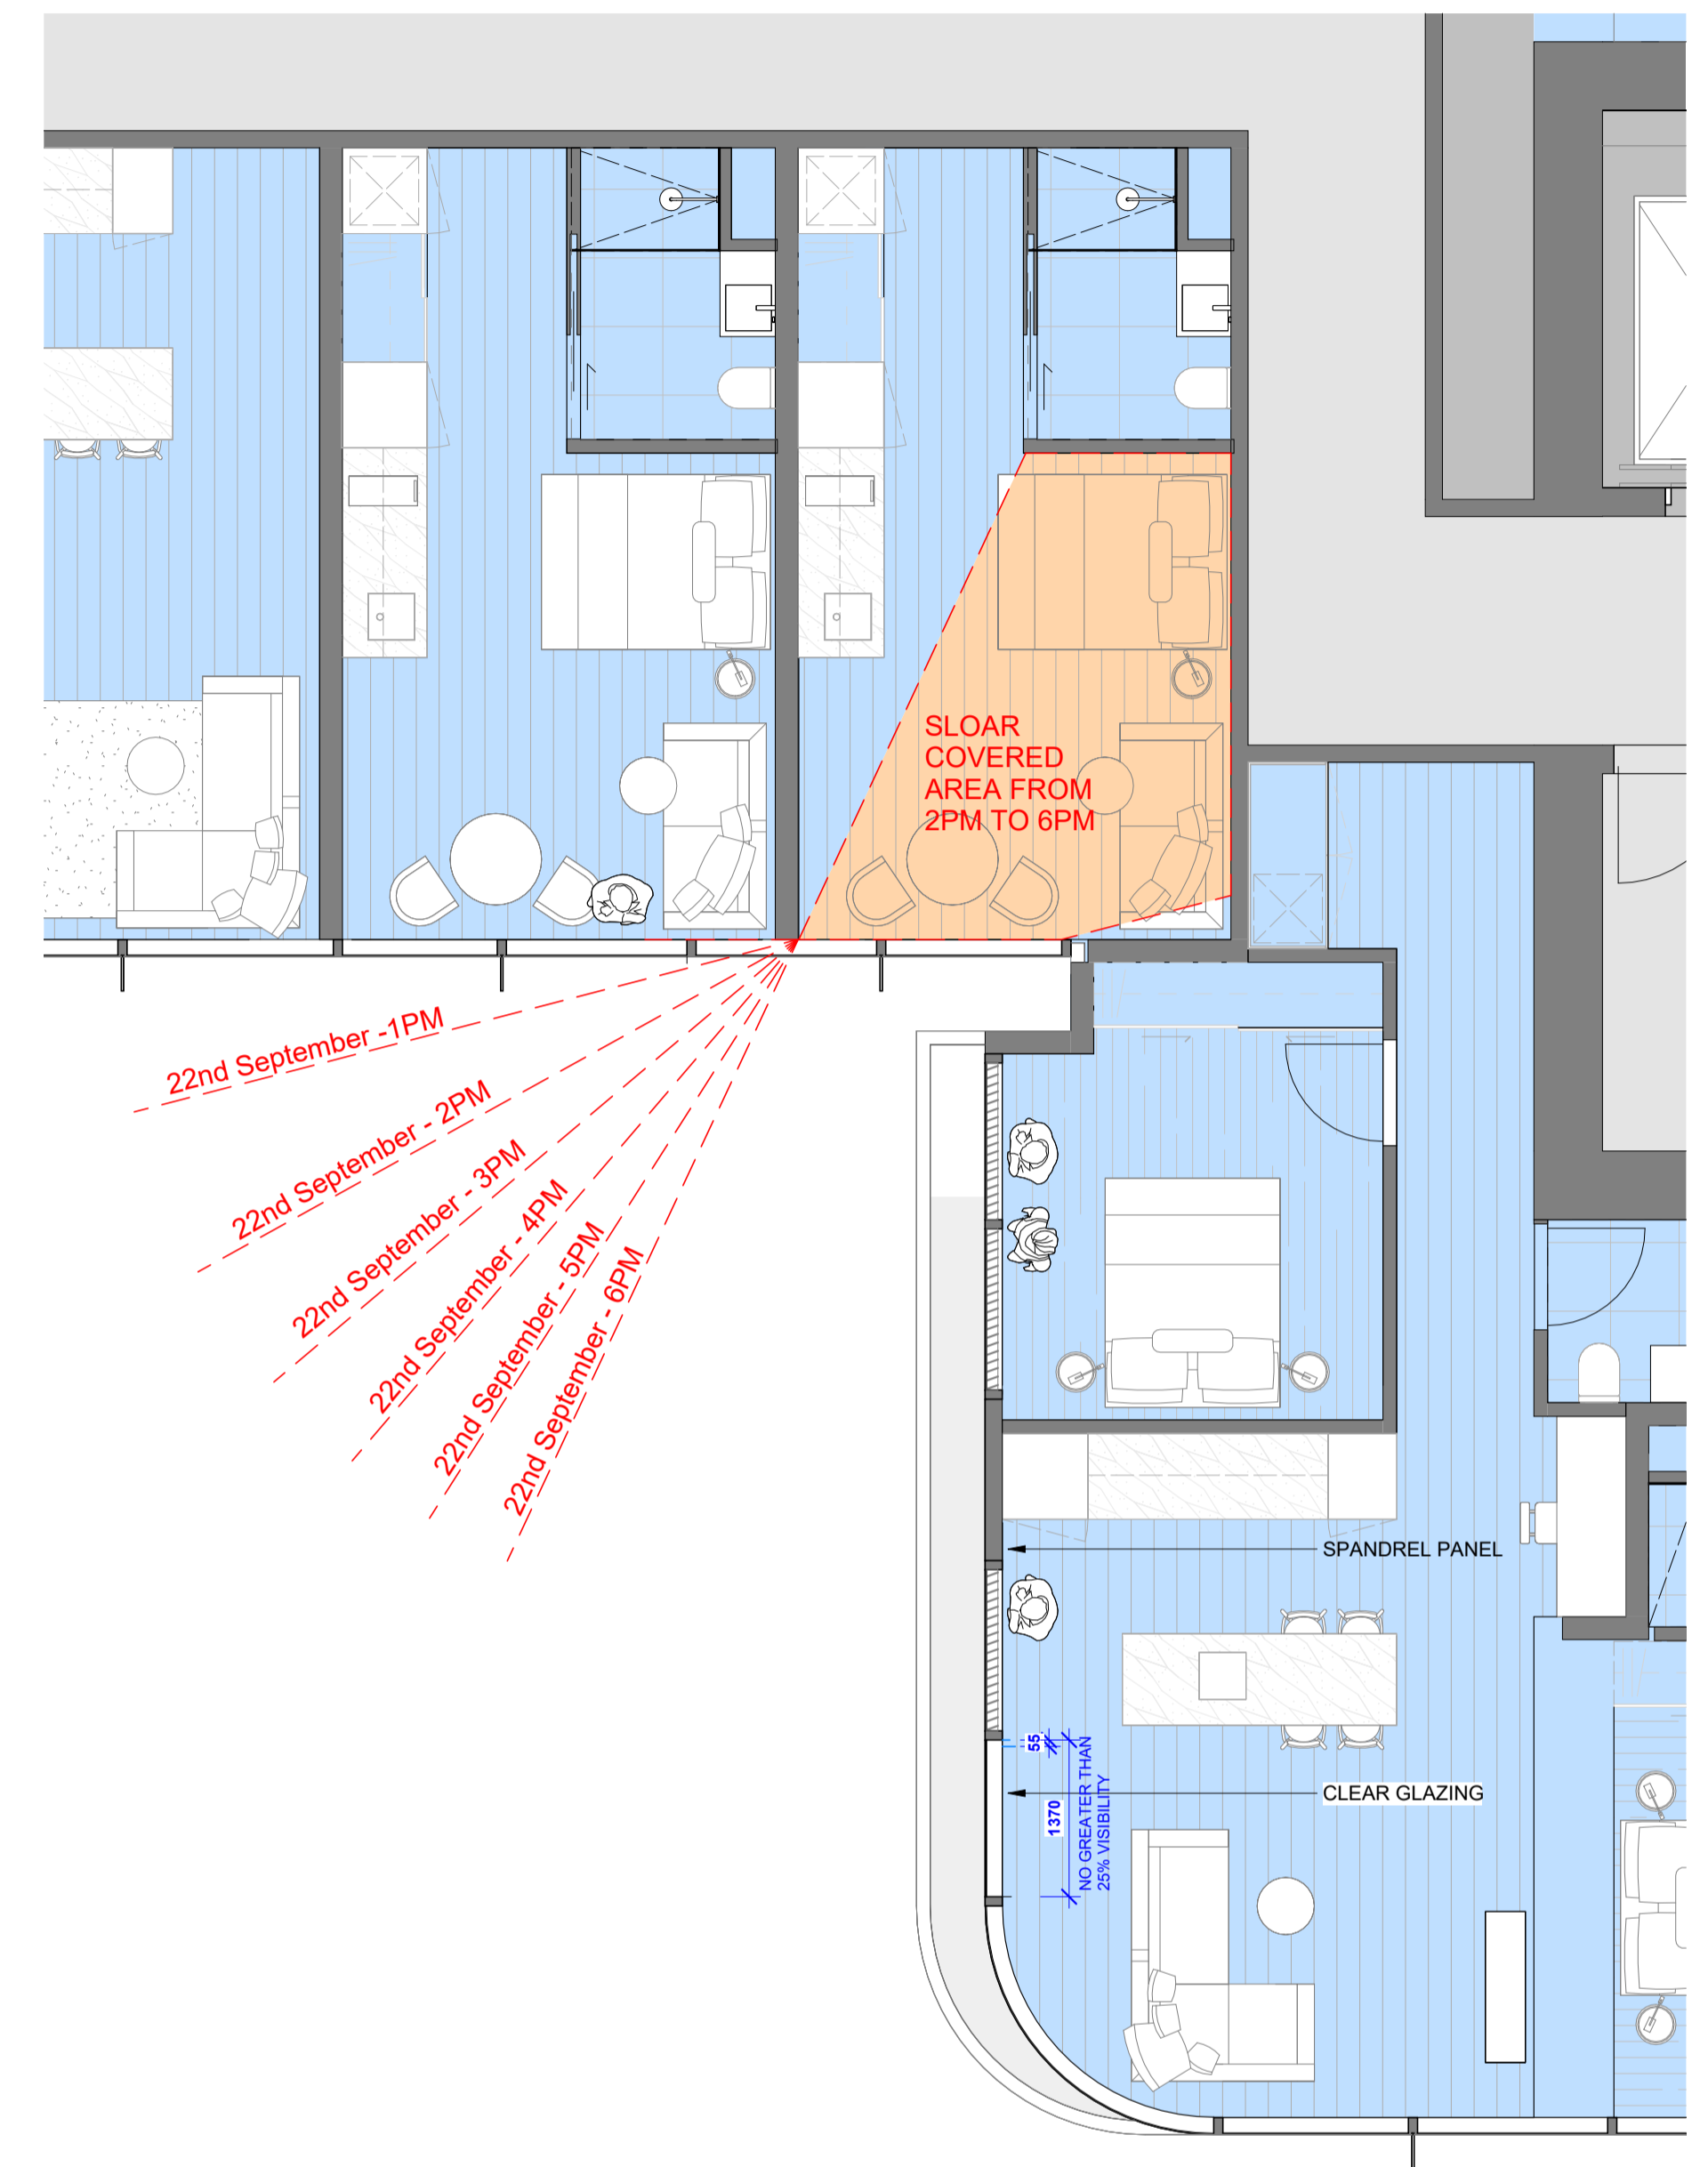 SLOAR
COVERED
AREA FROM
2PM TO 6PM
22nd September -1PM
22nd September - 2PM
22nd September - 3PM
22nd September - 4PM
22nd September - 5PM
22nd September - 6PM
SPANDREL PANEL
55
1370
NO GREATER THAN
25% VISIBILITY
CLEAR GLAZING